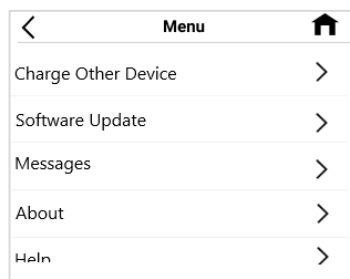 Menu
Charge Other Device
Software Update
Messages
About
Help